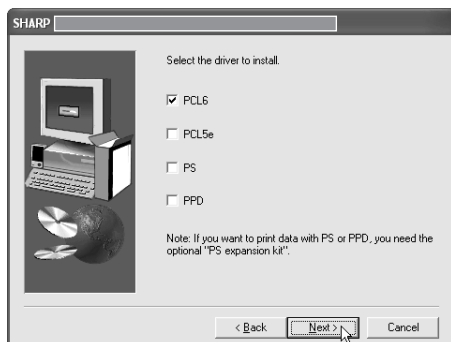 SHARP
Select the driver to install.
PCL6
PCL5e
PS
PPD
Note: If you want to print data with PS or PPD, you need the
optional "PS expansion kit".
< Back
Next >
Cancel